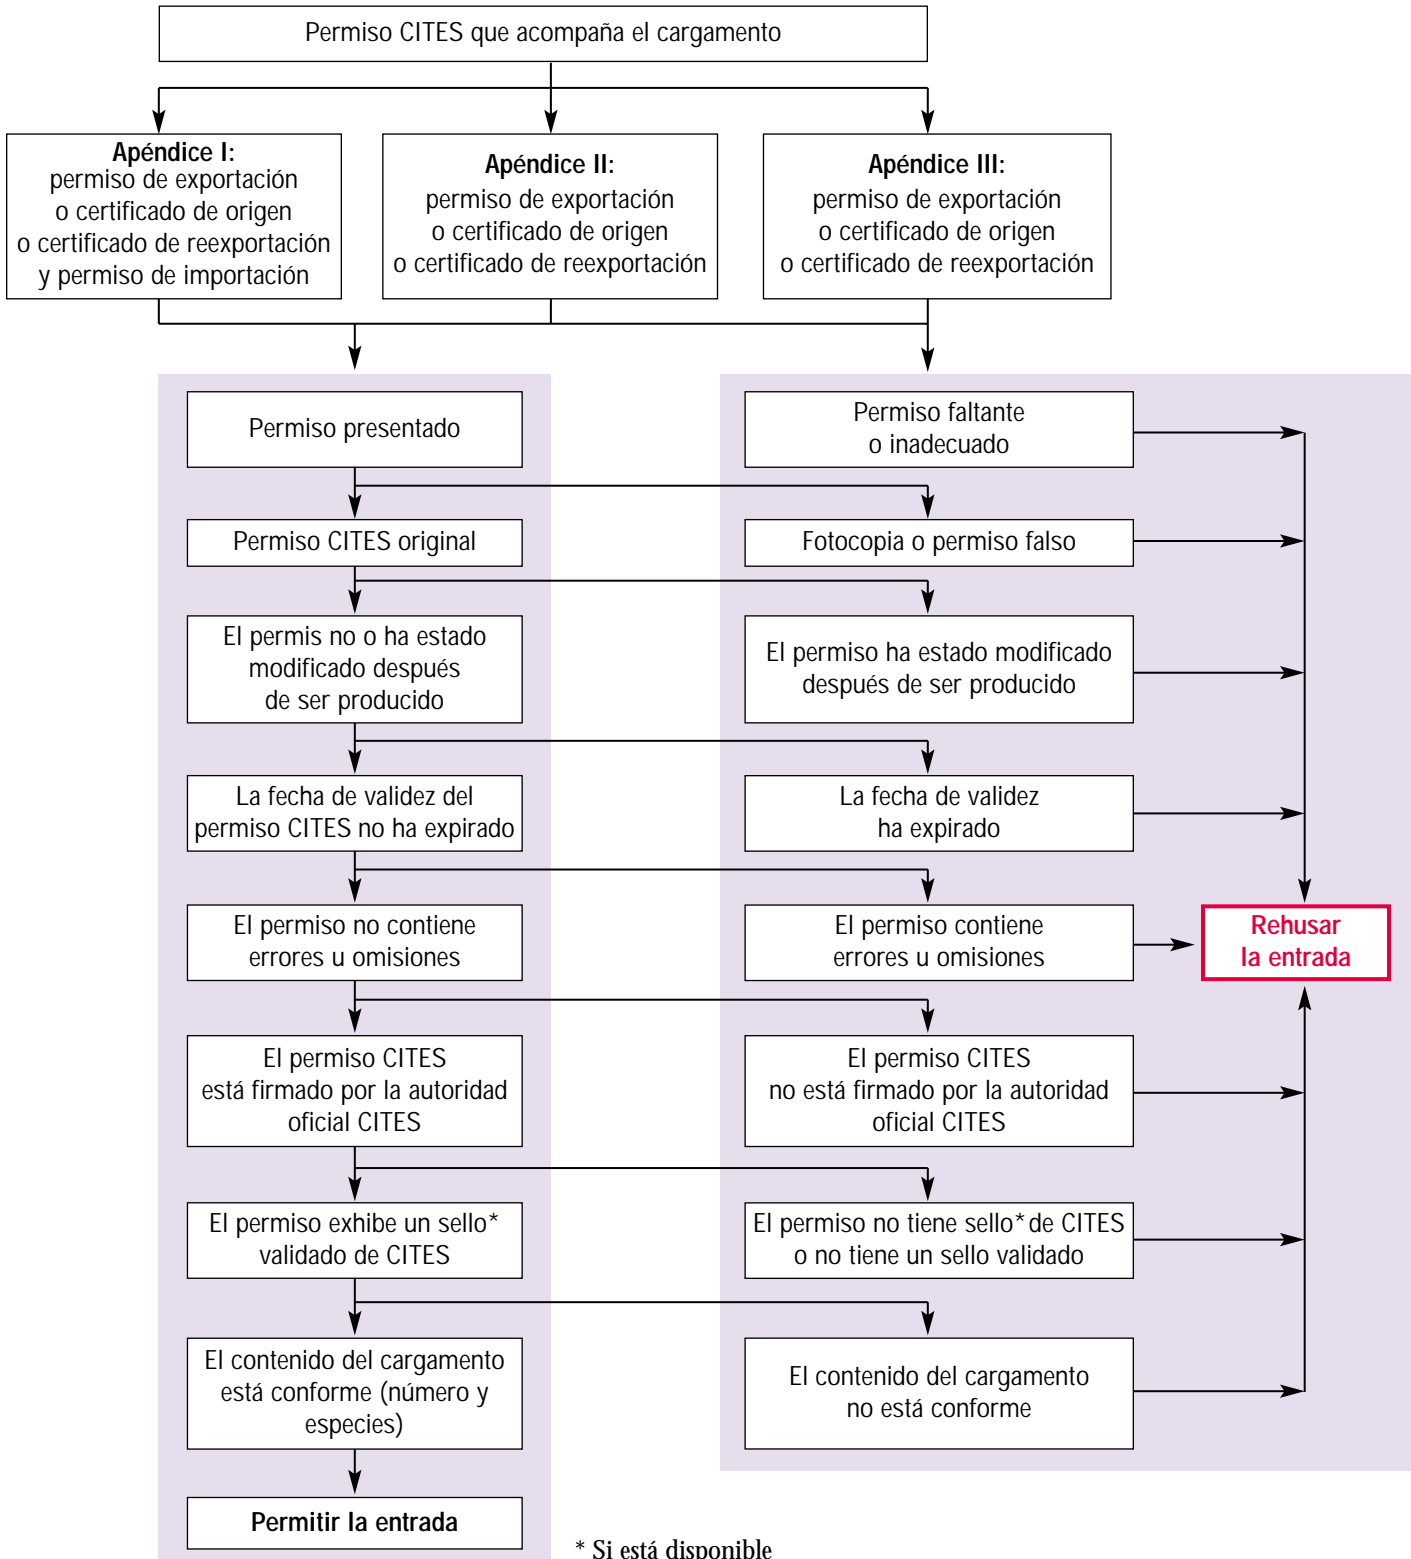 Permiso CITES que acompaña el cargamento
Apéndice I:
permiso de exportación
o certificado de origen
o certificado de reexportación
y permiso de importación
Apéndice II:
permiso de exportación
o certificado de origen
o certificado de reexportación
Apéndice III:
permiso de exportación
o certificado de origen
o certificado de reexportación
Permiso presentado
Permiso faltante
o inadecuado
Permiso CITES original
Fotocopia o permiso falso
El permis no o ha estado
modificado después
de ser producido
El permiso ha estado modificado
después de ser producido
La fecha de validez del
permiso CITES no ha expirado
La fecha de validez
ha expirado
El permiso no contiene
errores u omisiones
El permiso contiene
errores u omisiones
Rehusar
la entrada
El permiso CITES
está firmado por la autoridad
oficial CITES
El permiso CITES
no está firmado por la autoridad
oficial CITES
El permiso exhibe un sello*
validado de CITES
El permiso no tiene sello* de CITES
o no tiene un sello validado
El contenido del cargamento
está conforme (número y
especies)
El contenido del cargamento
no está conforme
Permitir la entrada
* Si está disponible